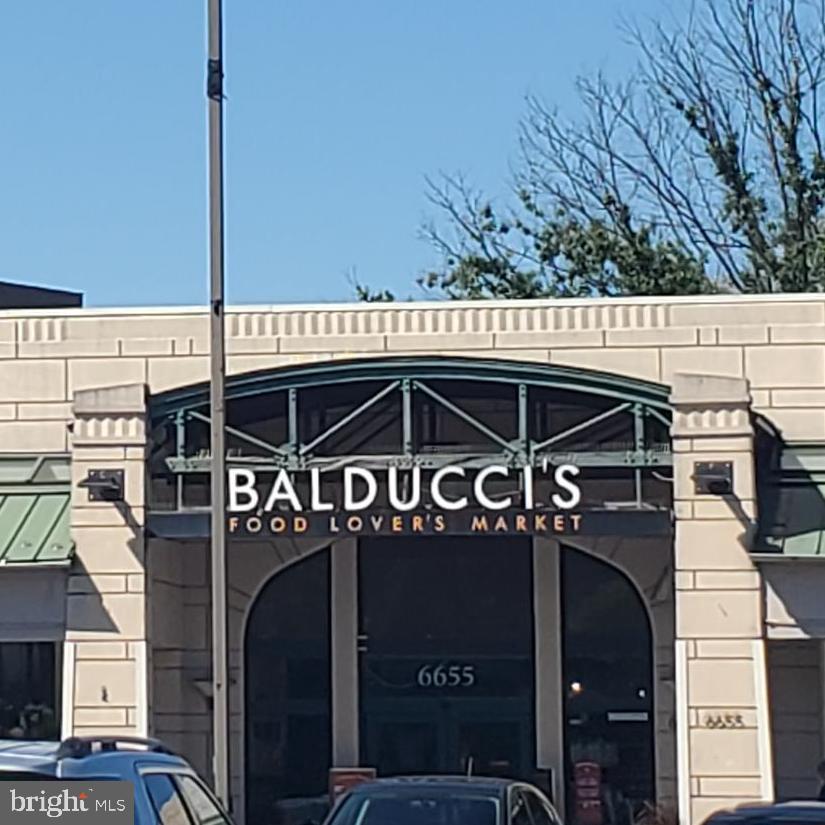 BALDUCCI'S
FOOD LOVER'S MARKET
6655
6655
bright MLS